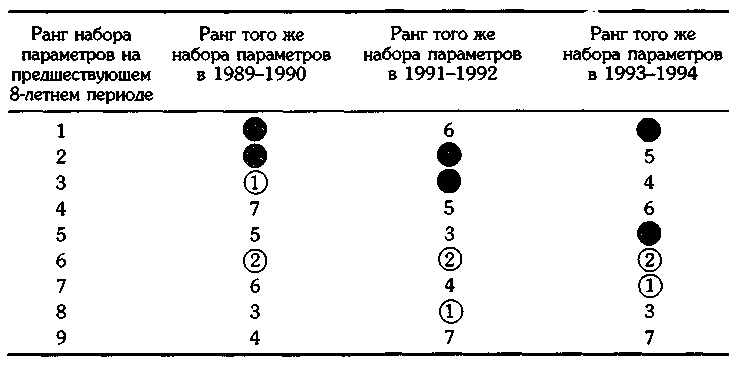 Ранг набора параметров на предшествующем 8-летнем периоде | Ранг того же набора параметров в 1989–1990 | Ранг того же набора параметров в 1991–1992 | Ранг того же набора параметров в 1993–1994
1 6
2 5
3 1 4
4 7 5 6
5 5 3
6 2 2 2
7 6 4 1
8 3 1 3
9 4 7 7